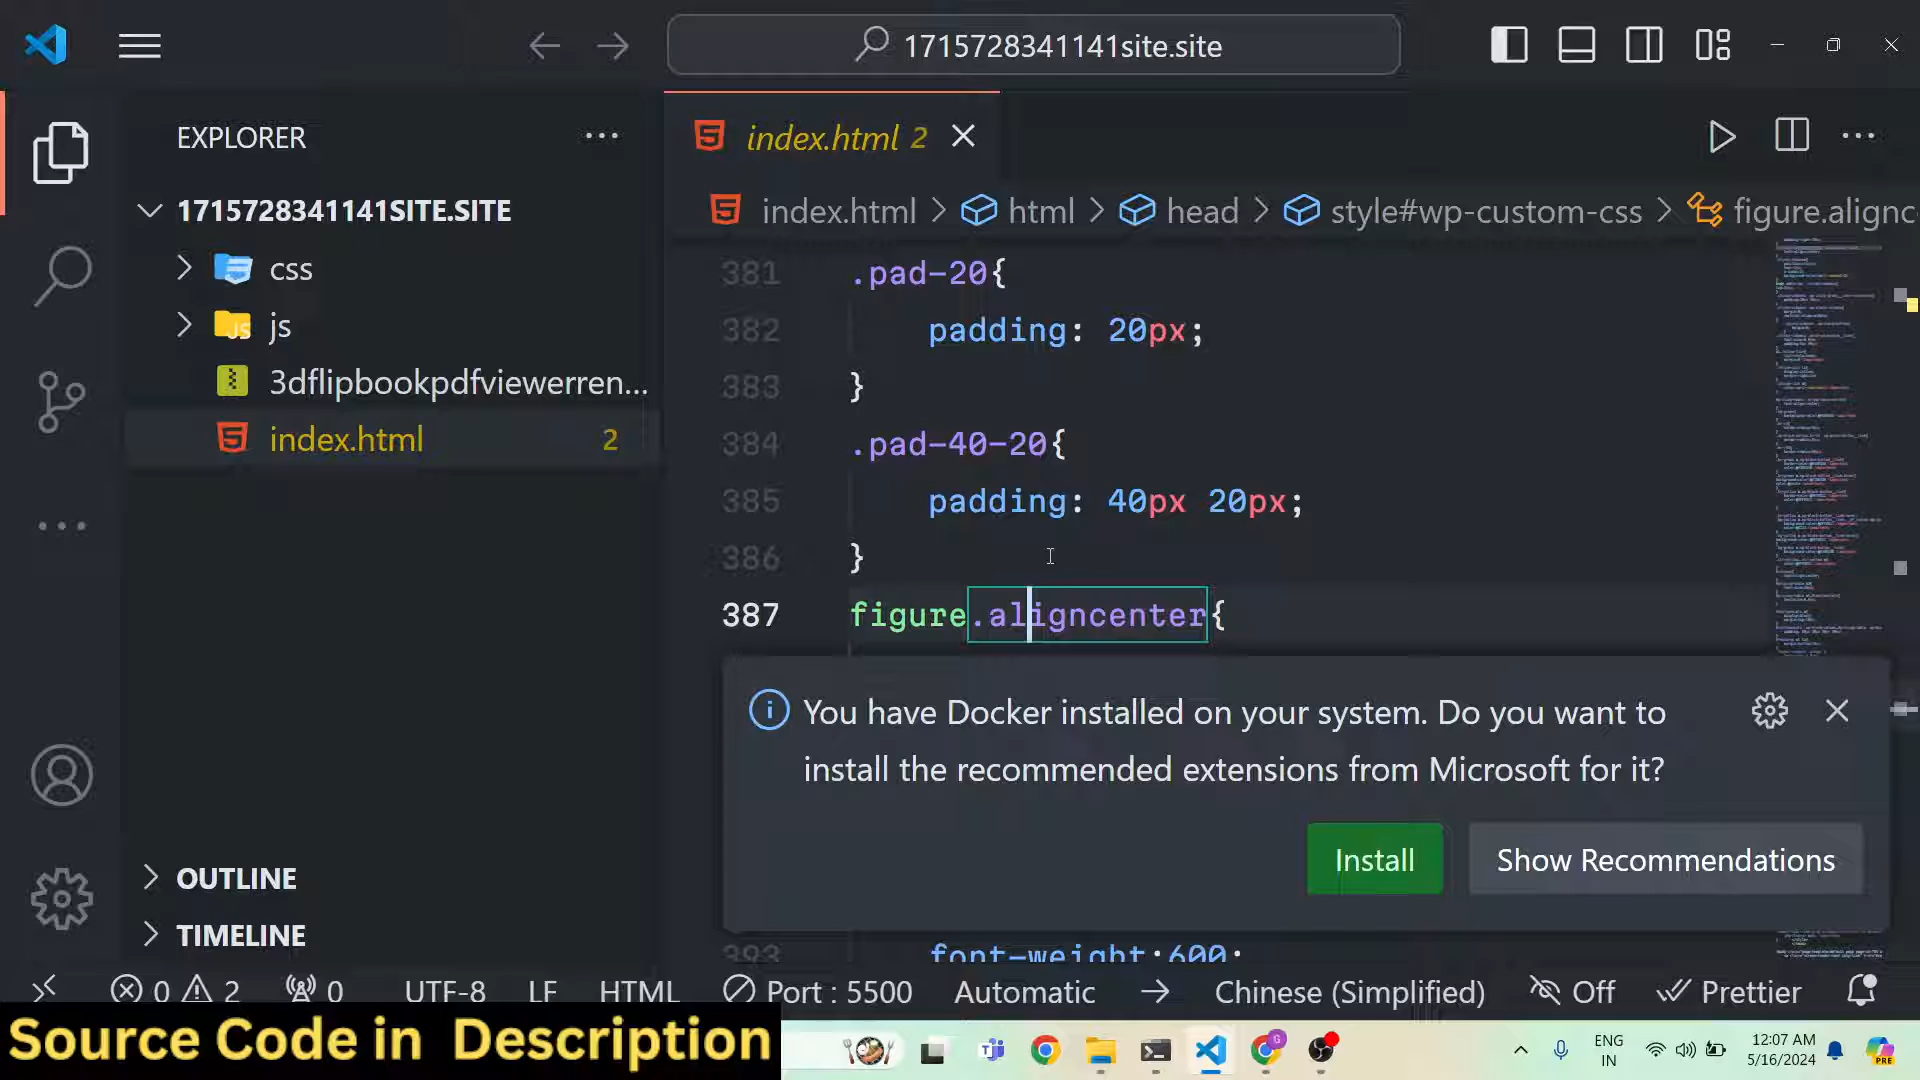 1715728341141site.site
EXPLORER
index.html 2
1715728341141SITE.SITE
index.html > html > head > style#wp-custom-css > figure.alignc
css
js
3dflipbookpdfviewerren...
index.html 2
381 .pad-20{
382 padding: 20px;
383 }
384 .pad-40-20{
385 padding: 40px 20px;
386 }
387 figure.aligncenter{
You have Docker installed on your system. Do you want to
install the recommended extensions from Microsoft for it?
Install Show Recommendations
393 font-weight:600;
OUTLINE
TIMELINE
0 2 0 UTF-8 LF HTML Port : 5500 Automatic Chinese (Simplified) Off Prettier
Source Code in Description
ENG
IN
12:07 AM
5/16/2024
PRE